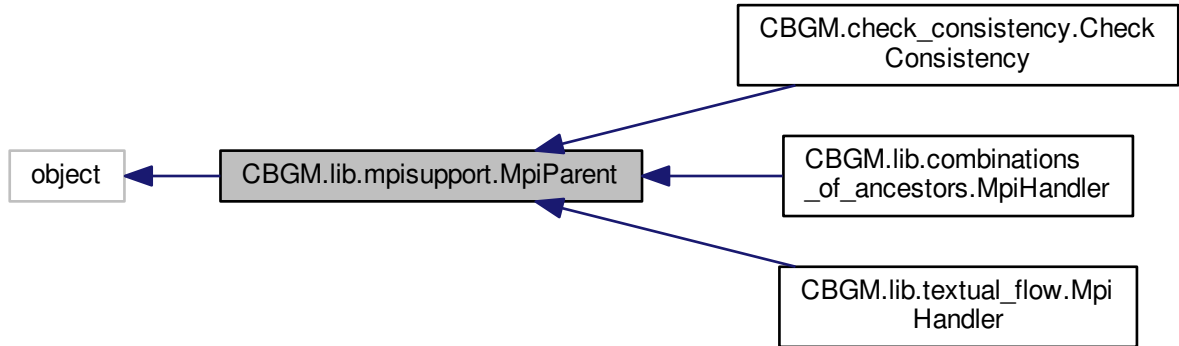 object
CBGM.lib.mpisupport.MpiParent
CBGM.check_consistency.Check
Consistency
CBGM.lib.combinations
_of_ancestors.MpiHandler
CBGM.lib.textual_flow.Mpi
Handler